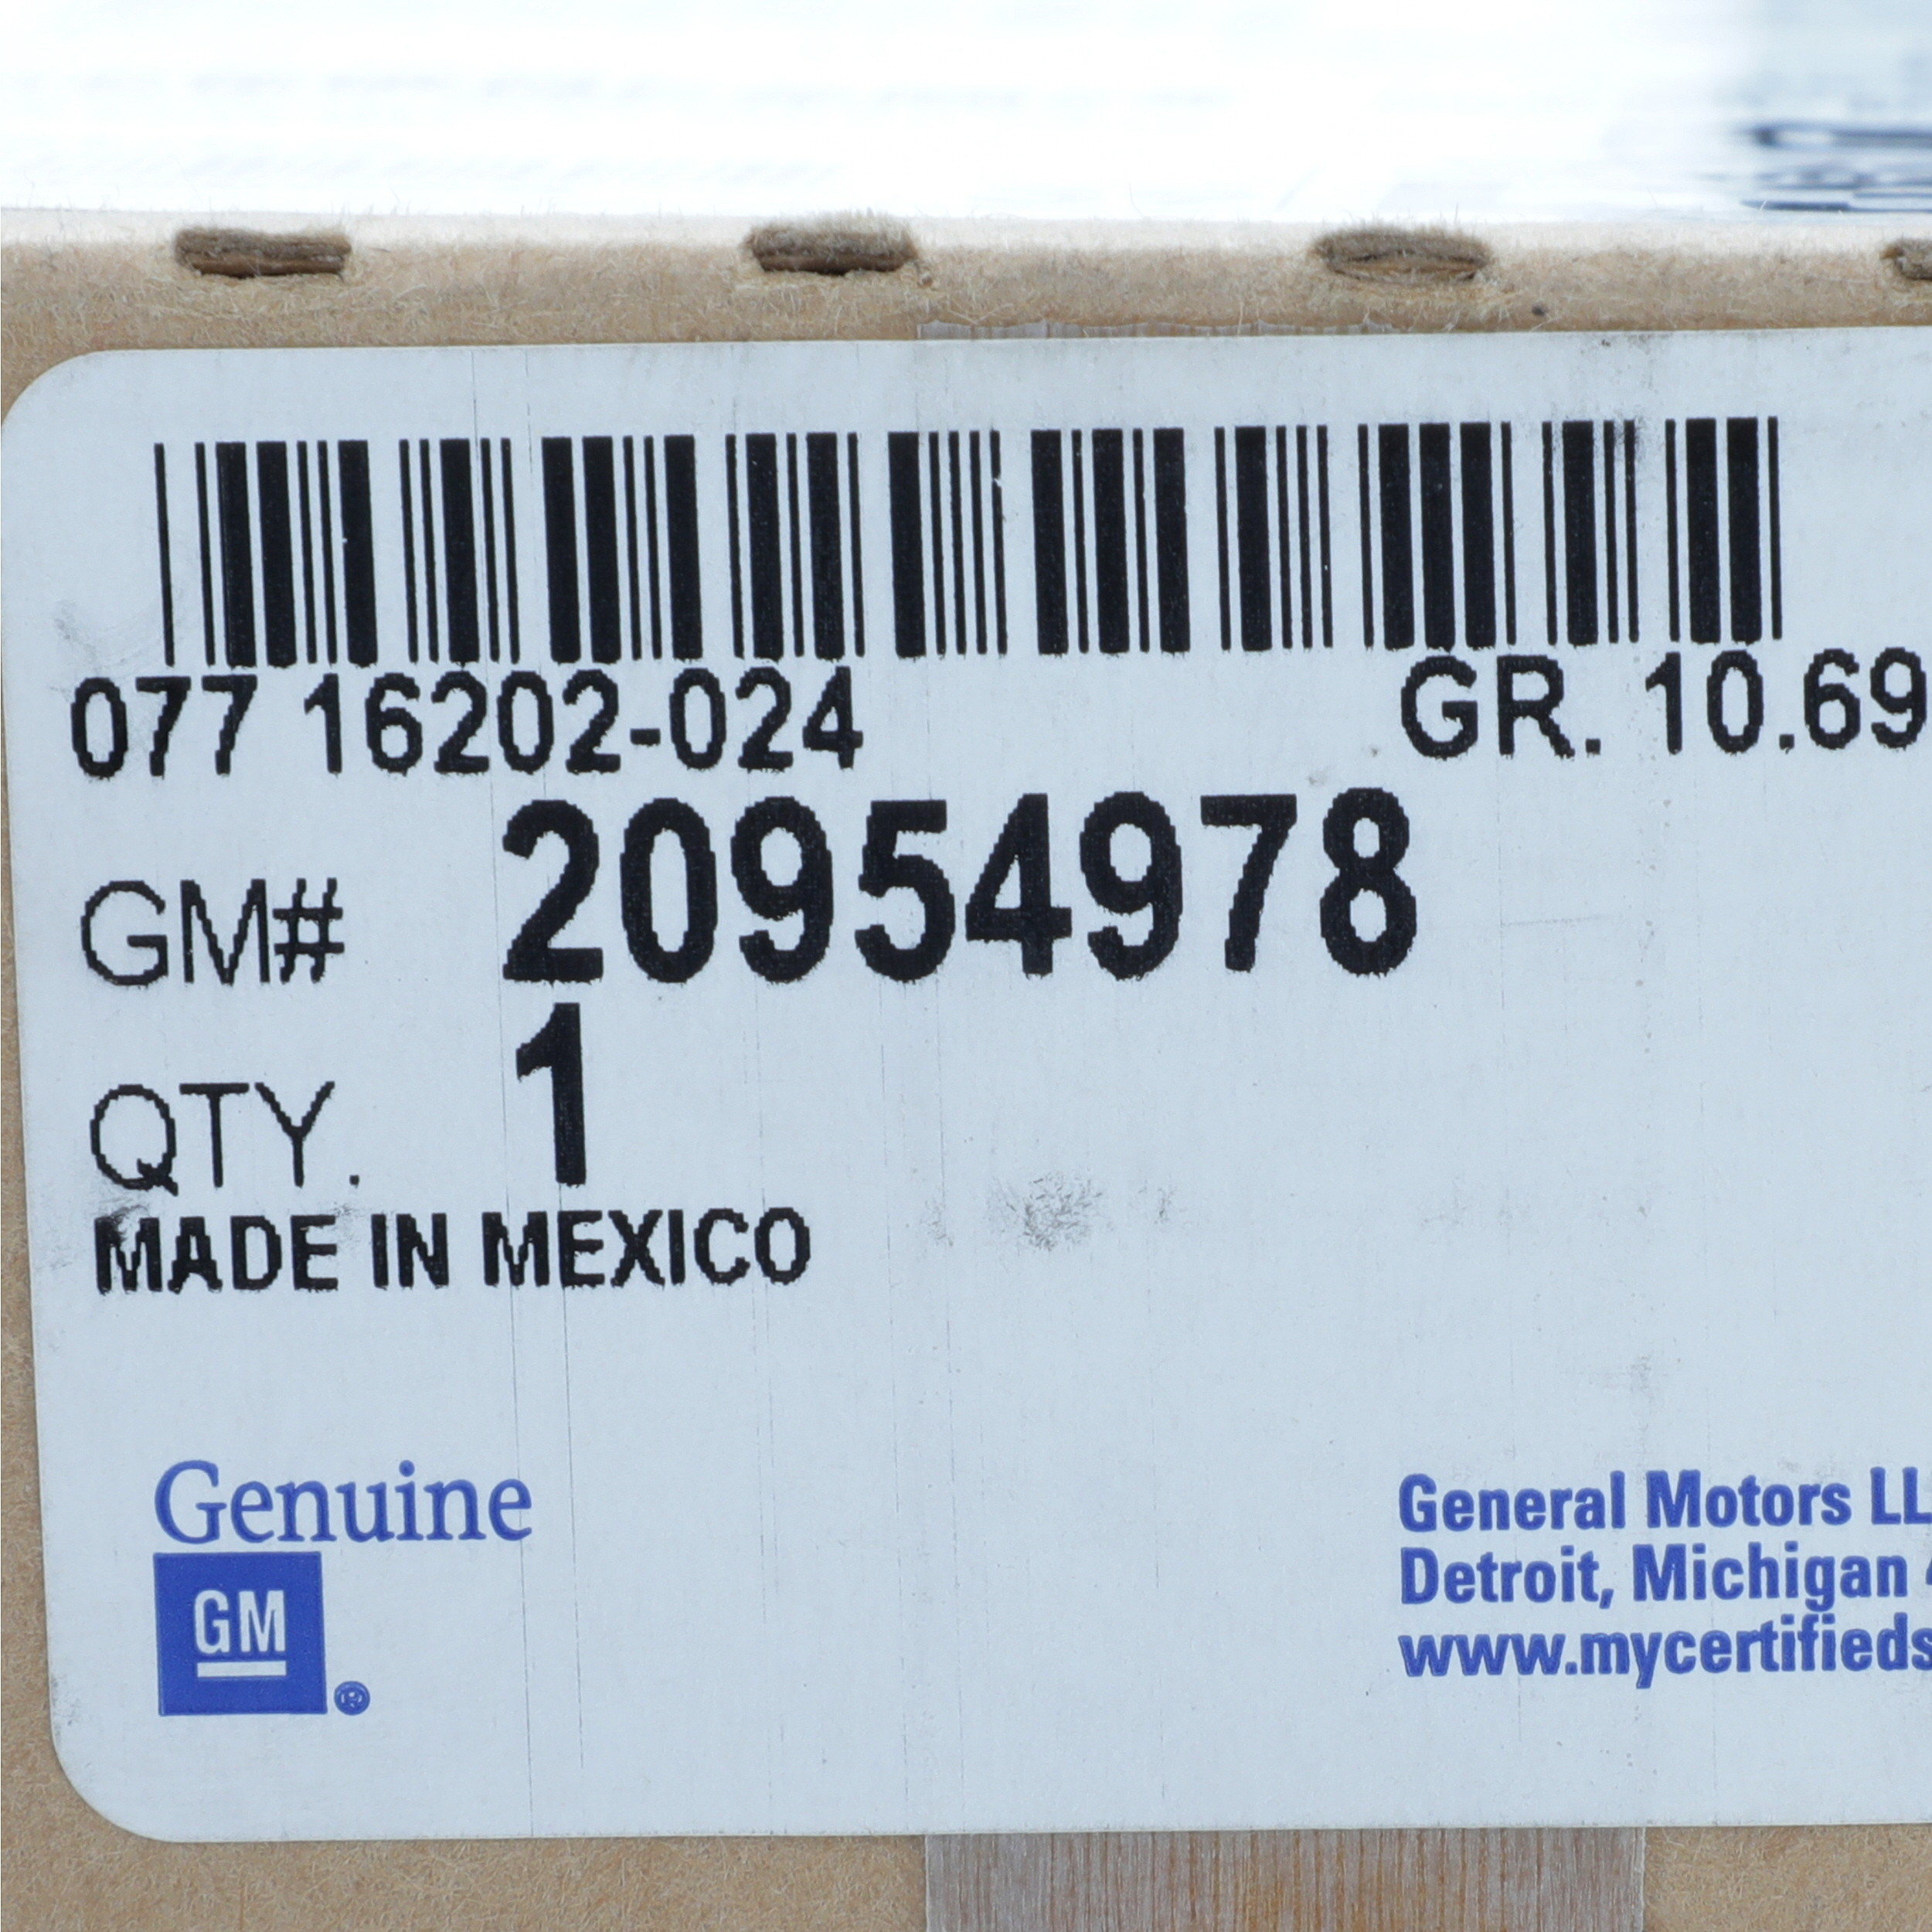 077 16202-024 GR. 10.69
GM# 20954978
QTY. 1
MADE IN MEXICO
Genuine
GM
®
General Motors LL
Detroit, Michigan
www.mycertifieds